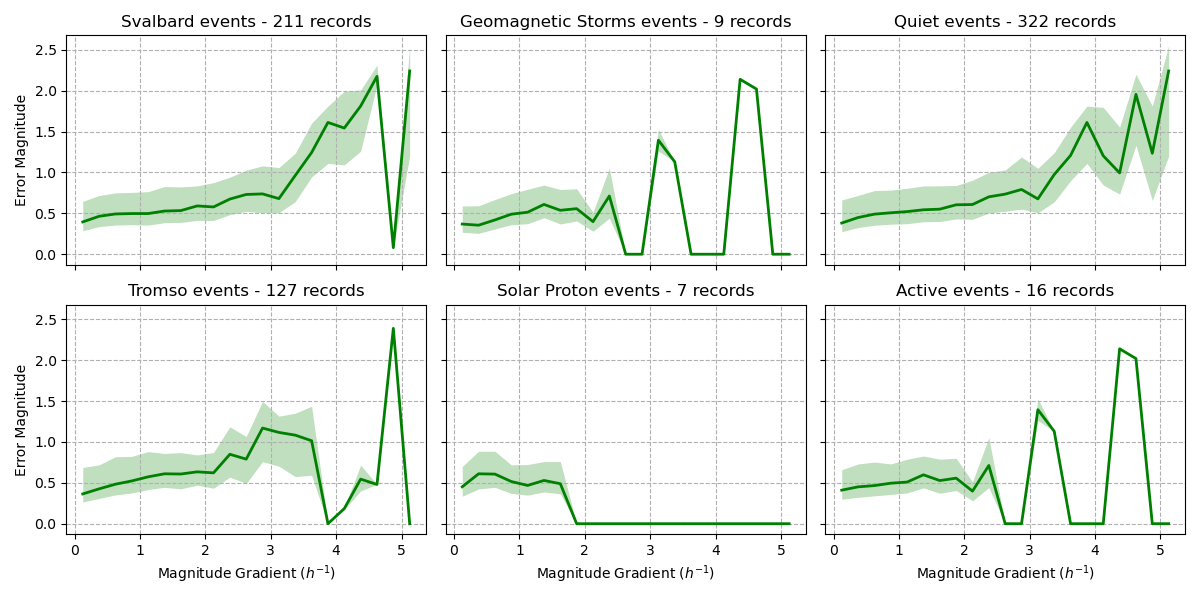 Svalbard events - 211 records
Geomagnetic Storms events - 9 records
Quiet events - 322 records
Error Magnitude
2.5
2.0
1.5
1.0
0.5
0.0
Tromso events - 127 records
Solar Proton events - 7 records
Active events - 16 records
Error Magnitude
2.5
2.0
1.5
1.0
0.5
0.0
0 1 2 3 4 5
0 1 2 3 4 5
0 1 2 3 4 5
Magnitude Gradient (h⁻¹)
Magnitude Gradient (h⁻¹)
Magnitude Gradient (h⁻¹)